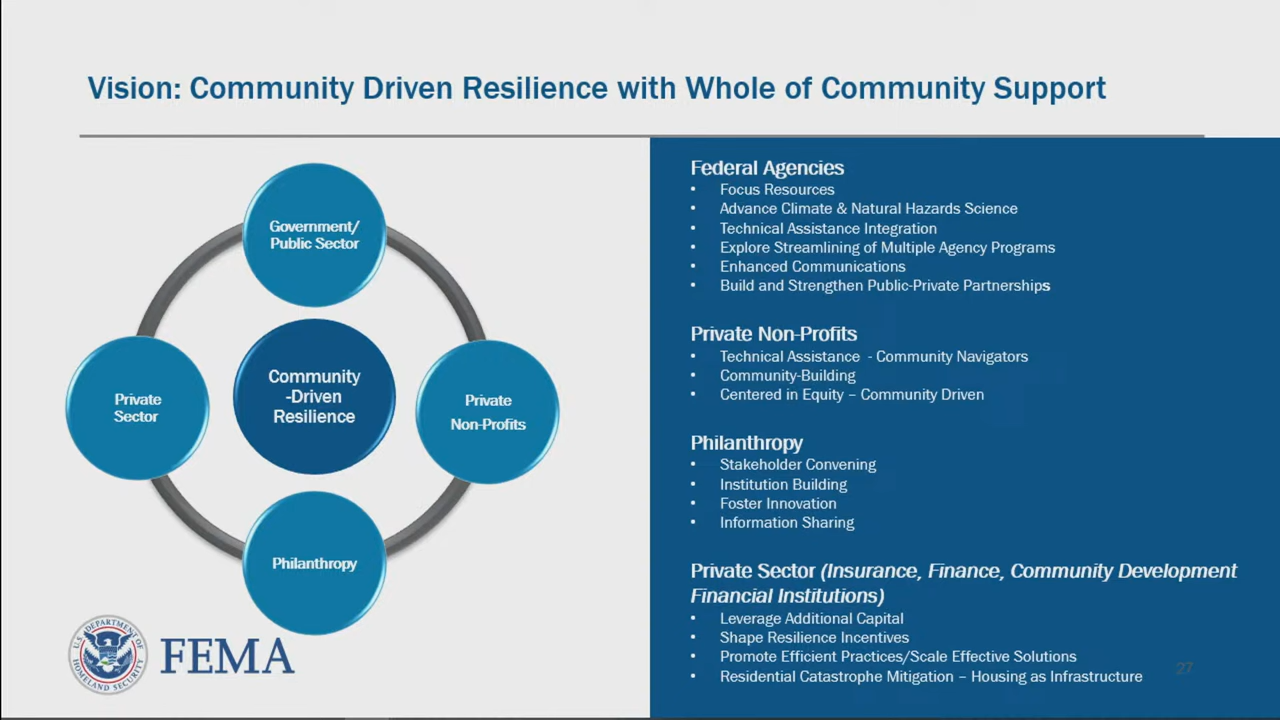 Vision: Community Driven Resilience with Whole of Community Support
Government/
Public Sector
Private
Sector
Community
-Driven
Resilience
Private
Non-Profits
Philanthropy
U.S. DEPARTMENT OF
HOMELAND SECURITY
FEMA
Federal Agencies
• Focus Resources
• Advance Climate & Natural Hazards Science
• Technical Assistance Integration
• Explore Streamlining of Multiple Agency Programs
• Enhanced Communications
• Build and Strengthen Public-Private Partnerships
Private Non-Profits
• Technical Assistance - Community Navigators
• Community-Building
• Centered in Equity – Community Driven
Philanthropy
• Stakeholder Convening
• Institution Building
• Foster Innovation
• Information Sharing
Private Sector (Insurance, Finance, Community Development
Financial Institutions)
• Leverage Additional Capital
• Shape Resilience Incentives
• Promote Efficient Practices/Scale Effective Solutions
• Residential Catastrophe Mitigation – Housing as Infrastructure
27